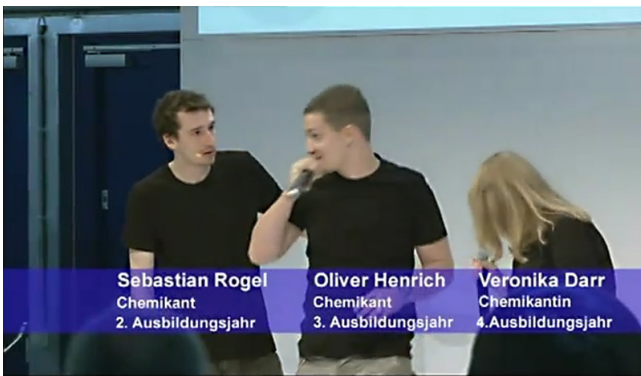 Sebastian Rogel
Chemikant
2. Ausbildungsjahr
Oliver Henrich
Chemikant
3. Ausbildungsjahr
Veronika Darr
Chemikantin
4.Ausbildungsjahr